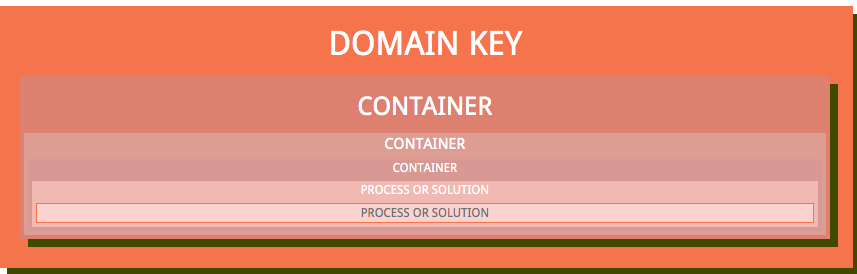 DOMAIN KEY
CONTAINER
CONTAINER
CONTAINER
PROCESS OR SOLUTION
PROCESS OR SOLUTION